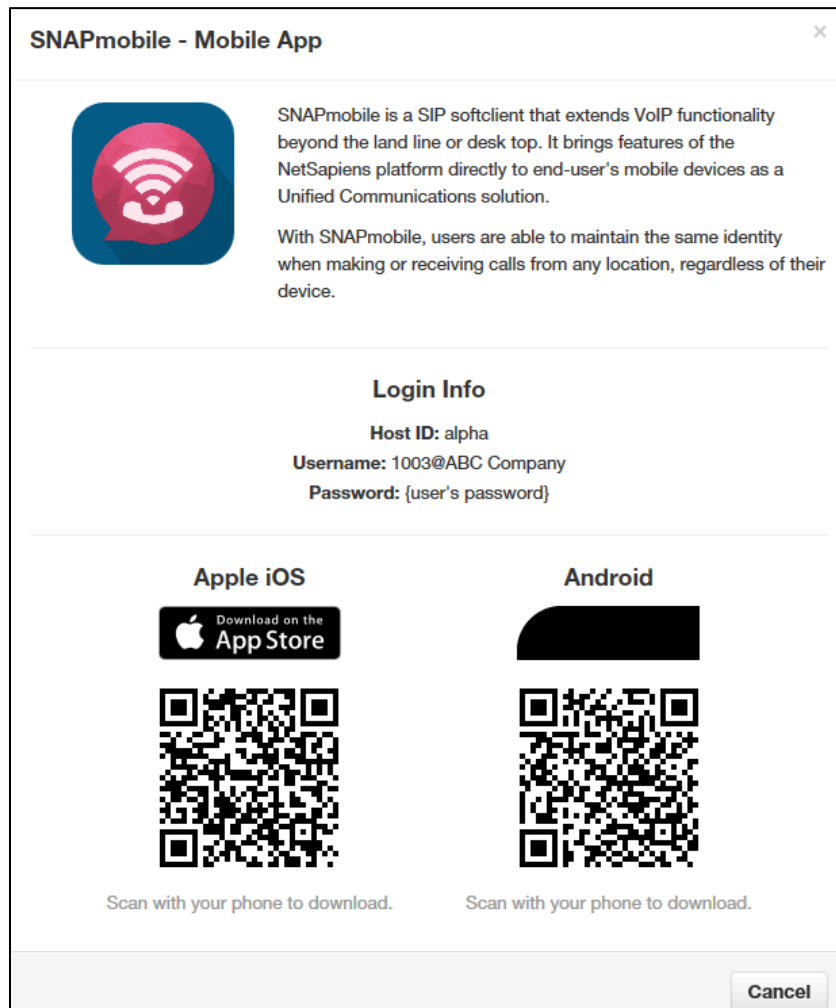 SNAPmobile - Mobile App
×
SNAPmobile is a SIP softclient that extends VoIP functionality
beyond the land line or desk top. It brings features of the
NetSapiens platform directly to end-user's mobile devices as a
Unified Communications solution.
With SNAPmobile, users are able to maintain the same identity
when making or receiving calls from any location, regardless of their
device.
Login Info
Host ID: alpha
Username: 1003@ABC Company
Password: {user's password}
Apple iOS
Android
Download on the
App Store
Scan with your phone to download.
Scan with your phone to download.
Cancel